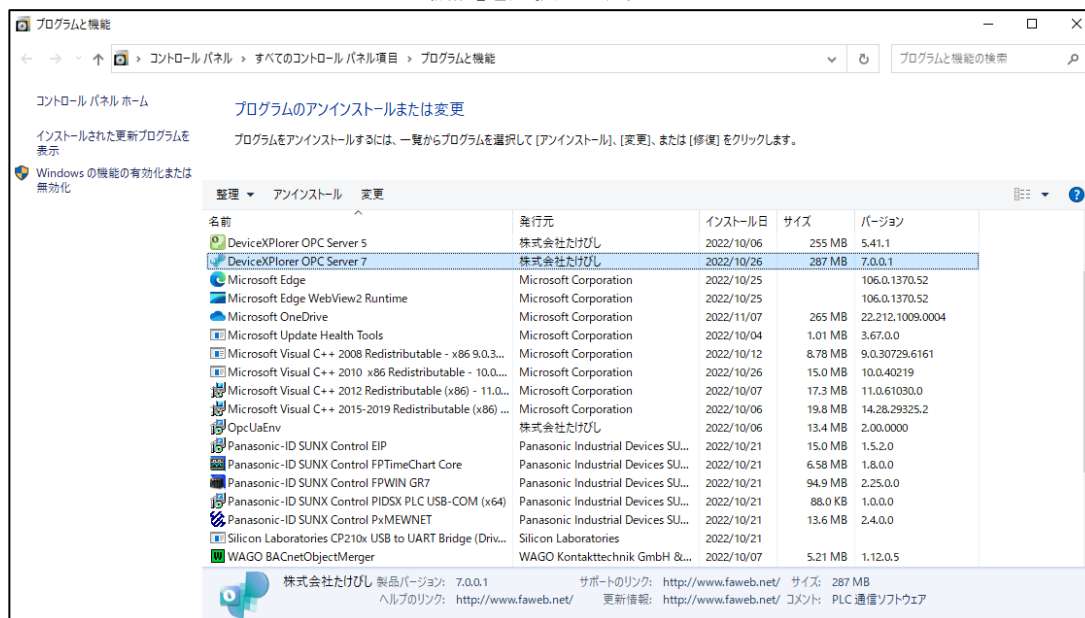 プログラムと機能
コントロール パネル › すべてのコントロール パネル項目 › プログラムと機能
プログラムと機能の検索
コントロール パネル ホーム
インストールされた更新プログラムを
表示
Windows の機能の有効化または
無効化
プログラムのアンインストールまたは変更
プログラムをアンインストールするには、一覧からプログラムを選択して [アンインストール]、[変更]、または [修復] をクリックします。
整理 アンインストール 変更
名前 発行元 インストール日 サイズ バージョン
DeviceXPlorer OPC Server 5 株式会社たけびし 2022/10/06 255 MB 5.41.1
DeviceXPlorer OPC Server 7 株式会社たけびし 2022/10/26 287 MB 7.0.0.1
Microsoft Edge Microsoft Corporation 2022/10/25 106.0.1370.52
Microsoft Edge WebView2 Runtime Microsoft Corporation 2022/10/25 106.0.1370.52
Microsoft OneDrive Microsoft Corporation 2022/11/07 265 MB 22.212.1009.0004
Microsoft Update Health Tools Microsoft Corporation 2022/10/04 1.01 MB 3.67.0.0
Microsoft Visual C++ 2008 Redistributable - x86 9.0.3... Microsoft Corporation 2022/10/12 8.78 MB 9.0.30729.6161
Microsoft Visual C++ 2010 x86 Redistributable - 10.0.... Microsoft Corporation 2022/10/26 15.0 MB 10.0.40219
Microsoft Visual C++ 2012 Redistributable (x86) - 11.0... Microsoft Corporation 2022/10/07 17.3 MB 11.0.61030.0
Microsoft Visual C++ 2015-2019 Redistributable (x86) ... Microsoft Corporation 2022/10/06 19.8 MB 14.28.29325.2
OpcUaEnv 株式会社たけびし 2022/10/06 13.4 MB 2.00.0000
Panasonic-ID SUNX Control EIP Panasonic Industrial Devices SU... 2022/10/21 15.0 MB 1.5.2.0
Panasonic-ID SUNX Control FPTimeChart Core Panasonic Industrial Devices SU... 2022/10/21 6.58 MB 1.8.0.0
Panasonic-ID SUNX Control FPWIN GR7 Panasonic Industrial Devices SU... 2022/10/21 94.9 MB 2.25.0.0
Panasonic-ID SUNX Control PIDSX PLC USB-COM (x64) Panasonic Industrial Devices SU... 2022/10/21 88.0 KB 1.0.0.0
Panasonic-ID SUNX Control PxMEWNET Panasonic Industrial Devices SU... 2022/10/21 13.6 MB 2.4.0.0
Silicon Laboratories CP210x USB to UART Bridge (Driv... Silicon Laboratories 2022/10/21
WAGO BACnetObjectMerger WAGO Kontakttechnik GmbH &... 2022/10/07 5.21 MB 1.12.0.5
株式会社たけびし 製品バージョン: 7.0.0.1 サポートのリンク: http://www.faweb.net/ サイズ: 287 MB
ヘルプのリンク: http://www.faweb.net/ 更新情報: http://www.faweb.net/ コメント: PLC 通信ソフトウェア